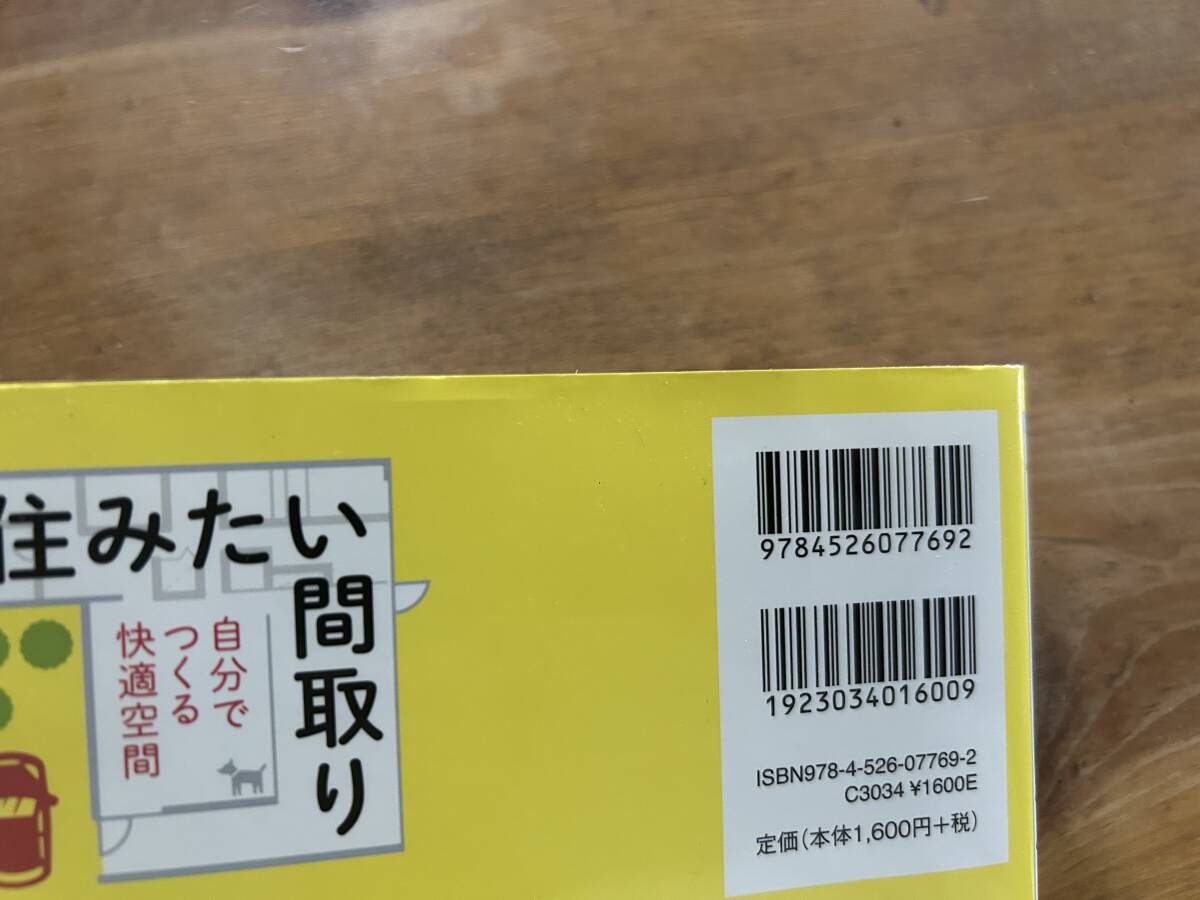 住みたい
間取り
自分で
つくる
快適空間
9784526077692
1923034016009
ISBN978-4-526-07769-2
C3034 ¥1600E
定価(本体1,600円+税)